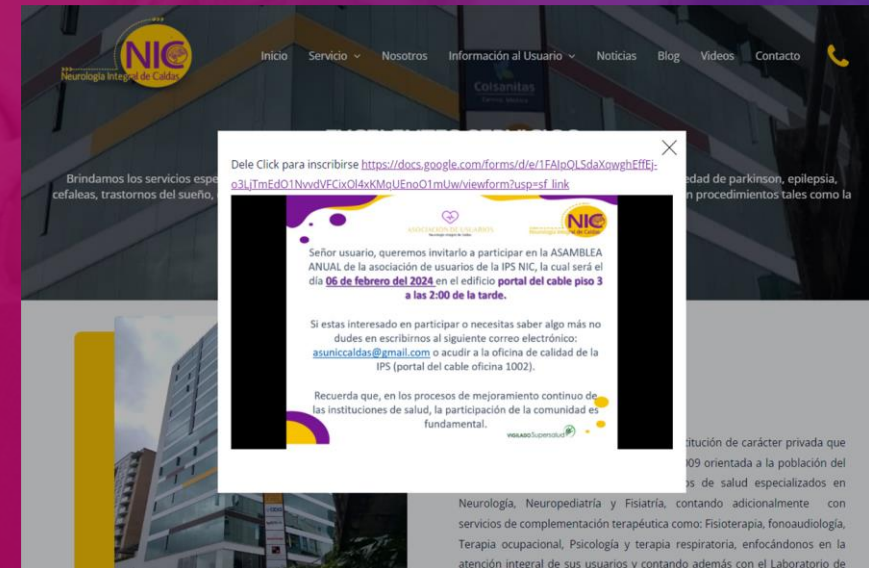 NIC
Neurología Integral de Caldas
Inicio Servicio Nosotros Información al Usuario Noticias Blog Videos Contacto
Colsanitas
Brindamos los servicios espe
edad de parkinson, epilepsia,
cefaleas, trastornos del sueño,
n procedimientos tales como la
Dele Click para inscribirse https://docs.google.com/forms/d/e/1FAIpQLSdaXqwghEffEj-
o3LjTmEdO1NvvdVFCixOl4xKMqUEnoO1mUw/viewform?usp=sf_link
ASOCIACIÓN DE USUARIOS
Neurología Integral de Caldas
NIC
Neurología Integral de Caldas
Señor usuario, queremos invitarlo a participar en la ASAMBLEA
ANUAL de la asociación de usuarios de la IPS NIC, la cual será el
día 06 de febrero del 2024 en el edificio portal del cable piso 3
a las 2:00 de la tarde.
Si estas interesado en participar o necesitas saber algo más no
dudes en escribirnos al siguiente correo electrónico:
asuniccaldas@gmail.com o acudir a la oficina de calidad de la
IPS (portal del cable oficina 1002).
Recuerda que, en los procesos de mejoramiento continuo de
las instituciones de salud, la participación de la comunidad es
fundamental.
VIGILADO Supersalud
titución de carácter privada que
009 orientada a la población del
os de salud especializados en
Neurología, Neuropediatría y Fisiatría, contando adicionalmente con
servicios de complementación terapéutica como: Fisioterapia, fonoaudiología,
Terapia ocupacional, Psicología y terapia respiratoria, enfocándonos en la
atención integral de sus usuarios y contando además con el Laboratorio de